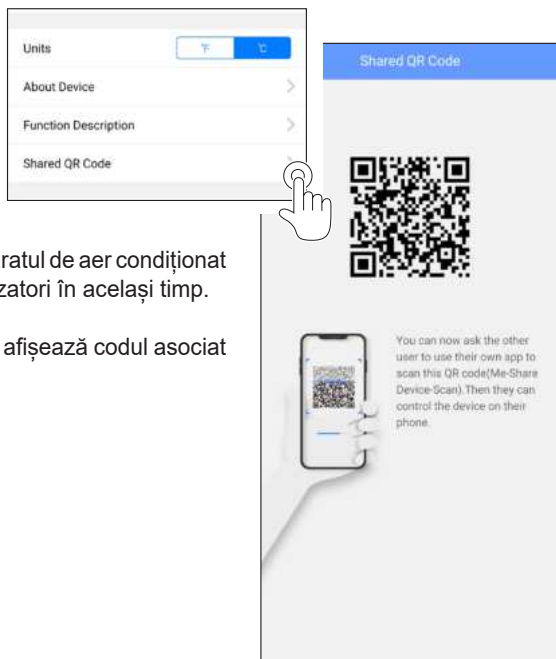 Units
℉ ℃
About Device
Function Description
Shared QR Code
ratul de aer condiționat
zatori în același timp.
afișează codul asociat
Shared QR Code
You can now ask the other
user to use their own app to
scan this QR code(Me-Share
Device-Scan).Then they can
control the device on their
phone.